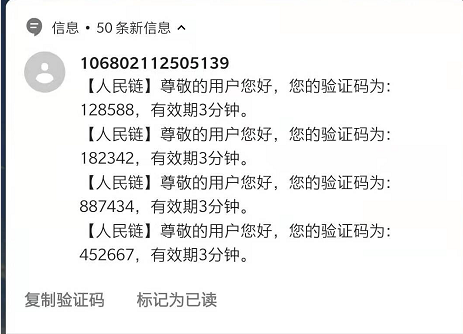 信息 • 50 条新信息
106802112505139
【人民链】尊敬的用户您好，您的验证码为：
128588，有效期3分钟。
【人民链】尊敬的用户您好，您的验证码为：
182342，有效期3分钟。
【人民链】尊敬的用户您好，您的验证码为：
887434，有效期3分钟。
【人民链】尊敬的用户您好，您的验证码为：
452667，有效期3分钟。
复制验证码 标记为已读